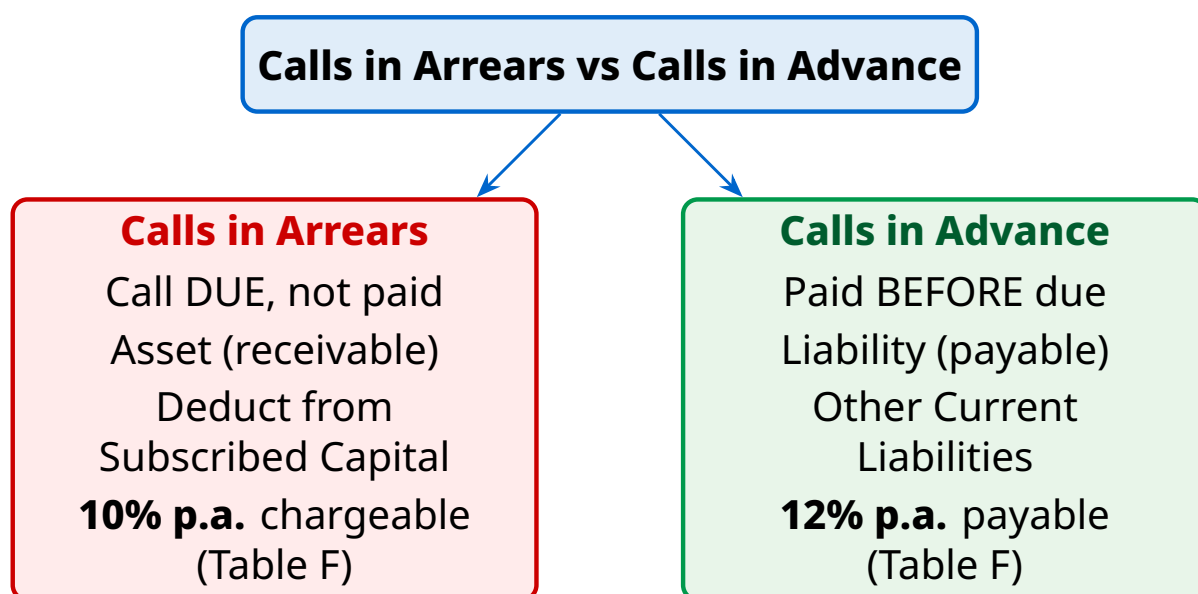 Calls in Arrears vs Calls in Advance
Calls in Arrears
Call DUE, not paid
Asset (receivable)
Deduct from
Subscribed Capital
10% p.a. chargeable
(Table F)
Calls in Advance
Paid BEFORE due
Liability (payable)
Other Current
Liabilities
12% p.a. payable
(Table F)